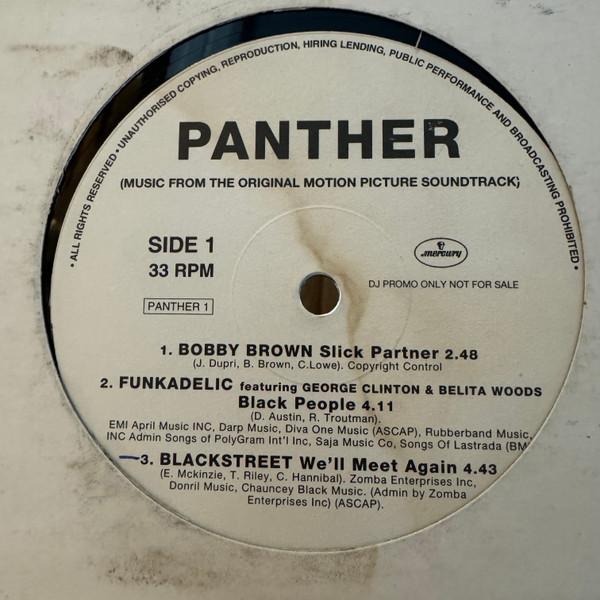 • ALL RIGHTS RESERVED • UNAUTHORISED COPYING, REPRODUCTION, HIRING LENDING, PUBLIC PERFORMANCE AND BROADCASTING PROHIBITED •
PANTHER
(MUSIC FROM THE ORIGINAL MOTION PICTURE SOUNDTRACK)
SIDE 1
33 RPM
mercury
DJ PROMO ONLY NOT FOR SALE
PANTHER 1
1. BOBBY BROWN Slick Partner 2.48
(J. Dupri, B. Brown, C.Lowe). Copyright Control
2. FUNKADELIC featuring GEORGE CLINTON & BELITA WOODS
Black People 4.11
(D. Austin, R. Troutman).
EMI April Music INC, Darp Music, Diva One Music (ASCAP), Rubberband Music,
INC Admin Songs of PolyGram Int'l Inc, Saja Music Co, Songs Of Lastrada (BM
3. BLACKSTREET We'll Meet Again 4.43
(E. Mckinzie, T. Riley, C. Hannibal). Zomba Enterprises Inc,
Donril Music, Chauncey Black Music. (Admin by Zomba
Enterprises Inc) (ASCAP).